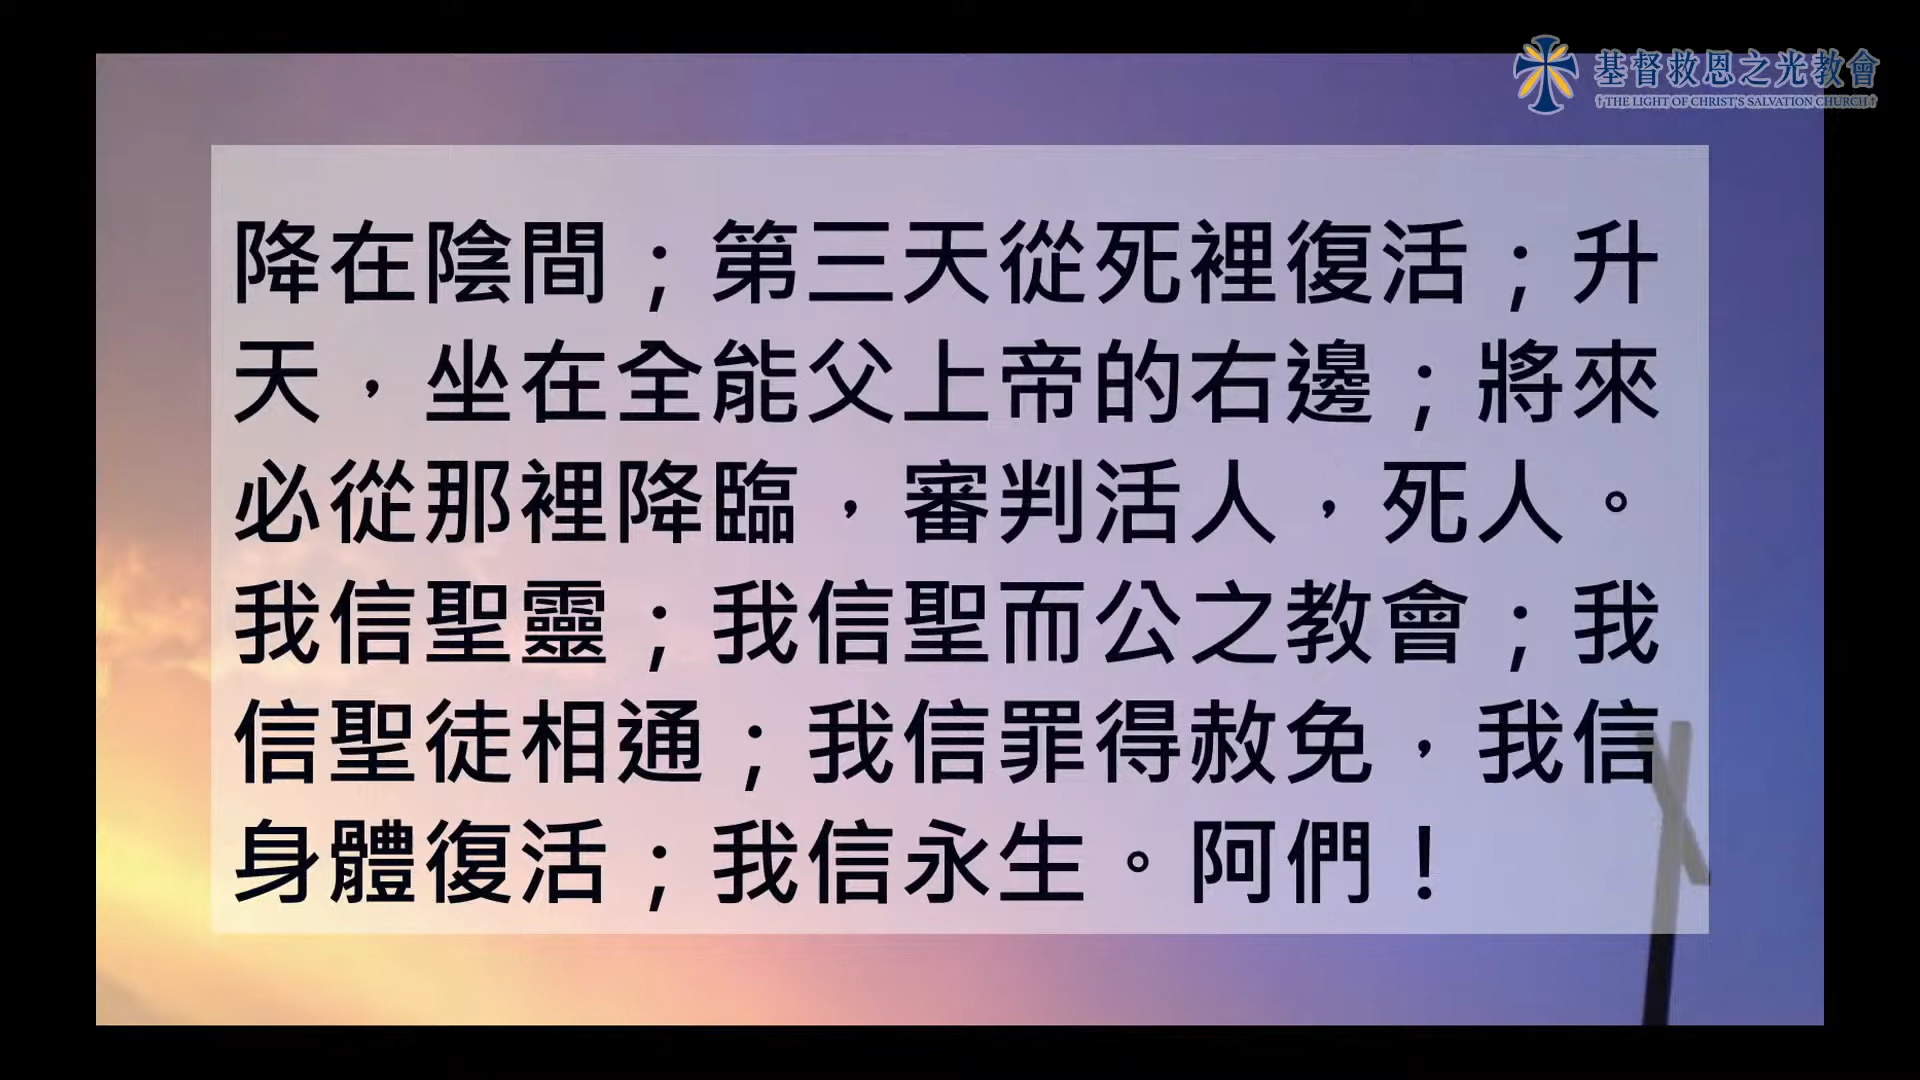 基督救恩之光教會
†THE LIGHT OF CHRIST'S SALVATION CHURCH†
降在陰間；第三天從死裡復活；升
天，坐在全能父上帝的右邊；將來
必從那裡降臨，審判活人，死人。
我信聖靈；我信聖而公之教會；我
信聖徒相通；我信罪得赦免，我信
身體復活；我信永生。阿們！